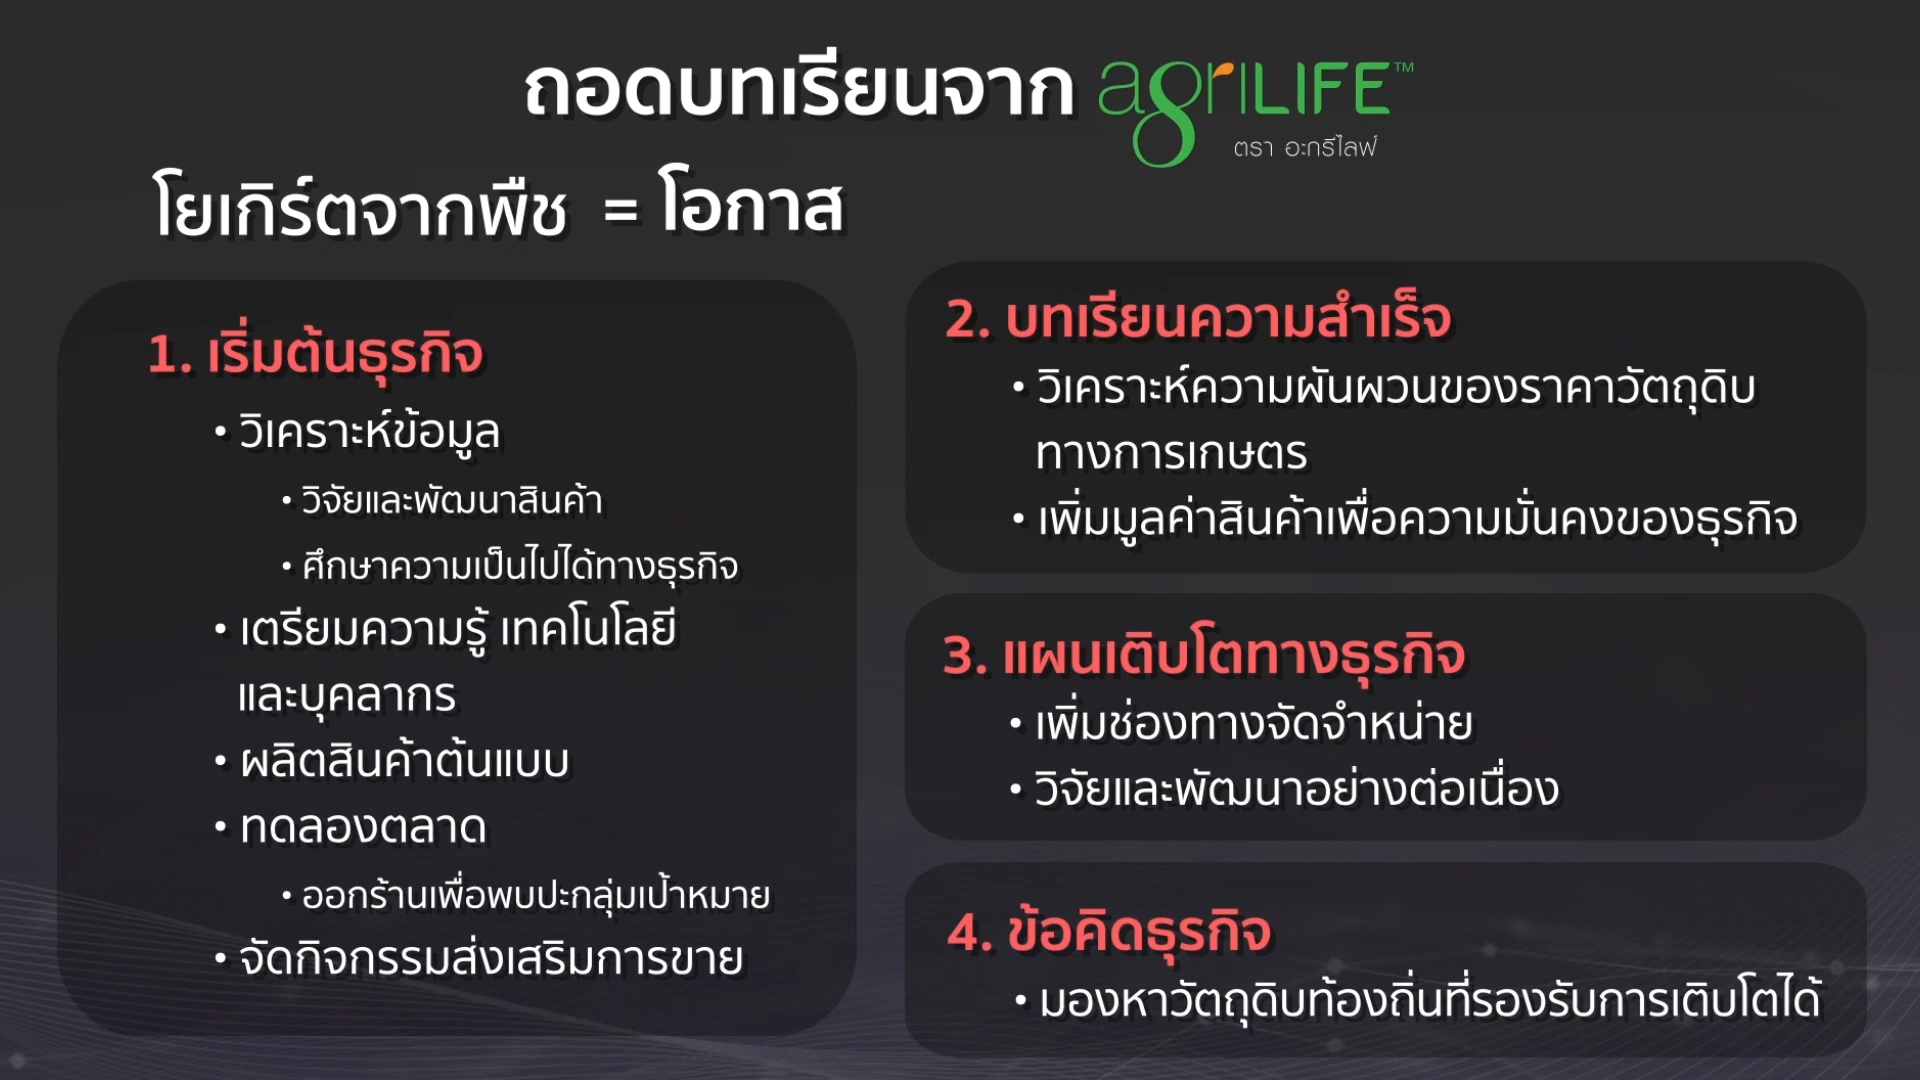 ถอดบทเรียนจาก agriLIFE™
ตรา อะกรีไลฟ์
โยเกิร์ตจากพืช = โอกาส
1. เริ่มต้นธุรกิจ
• วิเคราะห์ข้อมูล
• วิจัยและพัฒนาสินค้า
• ศึกษาความเป็นไปได้ทางธุรกิจ
• เตรียมความรู้ เทคโนโลยี
และบุคลากร
• ผลิตสินค้าต้นแบบ
• ทดลองตลาด
• ออกร้านเพื่อพบปะกลุ่มเป้าหมาย
• จัดกิจกรรมส่งเสริมการขาย
2. บทเรียนความสำเร็จ
• วิเคราะห์ความผันผวนของราคาวัตถุดิบ
ทางการเกษตร
• เพิ่มมูลค่าสินค้าเพื่อความมั่นคงของธุรกิจ
3. แผนเติบโตทางธุรกิจ
• เพิ่มช่องทางจัดจำหน่าย
• วิจัยและพัฒนาอย่างต่อเนื่อง
4. ข้อคิดธุรกิจ
• มองหาวัตถุดิบท้องถิ่นที่รองรับการเติบโตได้